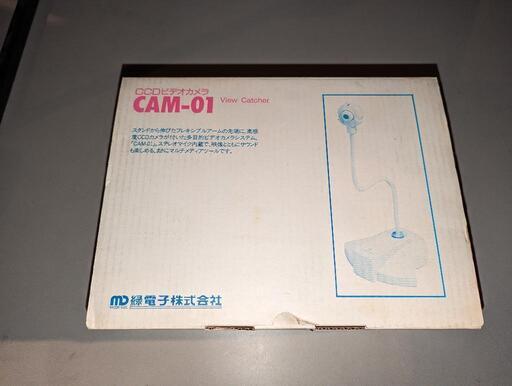 CCDビデオカメラ
CAM-01 View Catcher
スタンドから伸びたフレキシブルアームの先端に、高感
度CCDカメラが付いた多目的ビデオカメラシステム。
「CAM-01」。ステレオマイク内蔵で、映像とともにサウンド
も楽しめる、まさにマルチメディアツールです。
緑電子株式会社